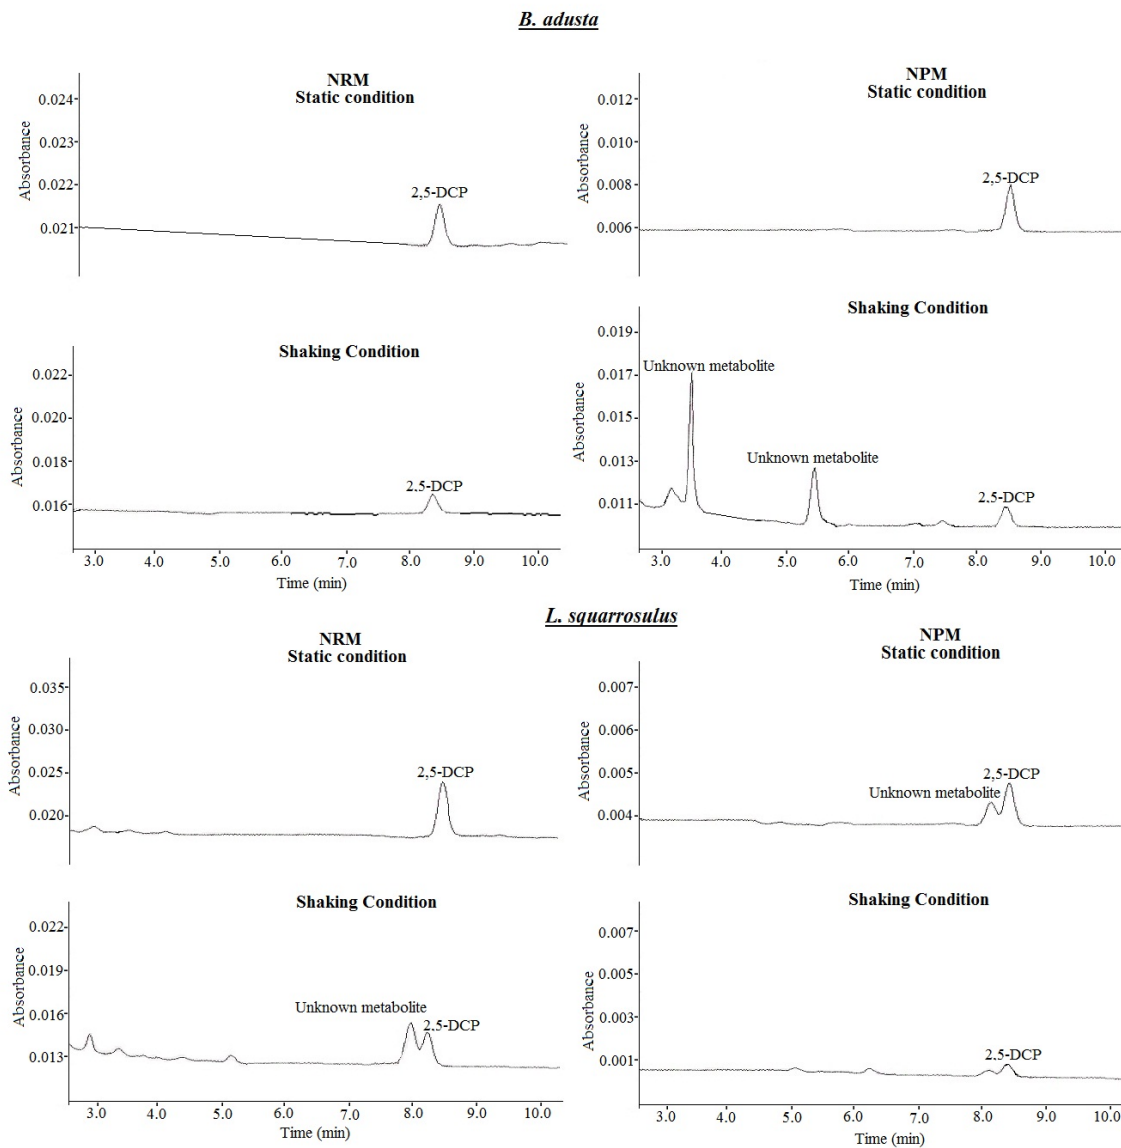 B. adusta
NRM
Static condition
Absorbance
0.024
0.023
0.022
0.021
2,5-DCP
NPM
Static condition
Absorbance
0.012
0.010
0.008
0.006
2,5-DCP
Shaking Condition
Absorbance
0.022
0.020
0.018
0.016
2,5-DCP
3.0 4.0 5.0 6.0 7.0 8.0 9.0 10.0
Time (min)
Shaking Condition
Absorbance
0.019
0.017
0.015
0.013
0.011
Unknown metabolite
Unknown metabolite
2,5-DCP
3.0 4.0 5.0 6.0 7.0 8.0 9.0 10.0
Time (min)
L. squarrosulus
NRM
Static condition
Absorbance
0.035
0.030
0.025
0.020
2,5-DCP
NPM
Static condition
Absorbance
0.007
0.006
0.005
0.004
2,5-DCP
Unknown metabolite
Shaking Condition
Absorbance
0.022
0.019
0.016
0.013
Unknown metabolite
2,5-DCP
3.0 4.0 5.0 6.0 7.0 8.0 9.0 10.0
Time (min)
Shaking Condition
Absorbance
0.007
0.005
0.003
0.001
2,5-DCP
3.0 4.0 5.0 6.0 7.0 8.0 9.0 10.0
Time (min)